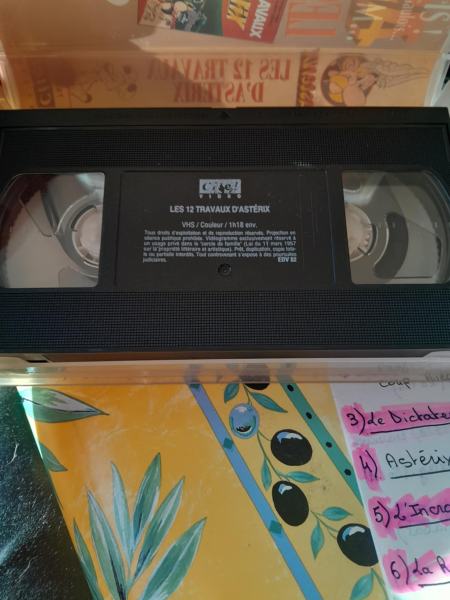 Citel
VIDEO
LES 12 TRAVAUX D'ASTÉRIX
VHS / Couleur / 1h18 env.
Tous droits d'exploitation et de reproduction réservés. Projection en
séance publique prohibée. Vidéogramme exclusivement réservé à
un usage privé dans le "cercle de famille" (Loi du 11 mars 1957
sur la propriété littéraire et artistique). Prêt, duplication, copie tota-
le ou partielle interdits. Tout contrevenant s'expose à des poursuites
judiciaires.
EDV 82
LES 12 TRAVAUX
D'ASTÉRIX
coup
3) Le Dictate
4) Astérix
5) L'Incro
6) La R